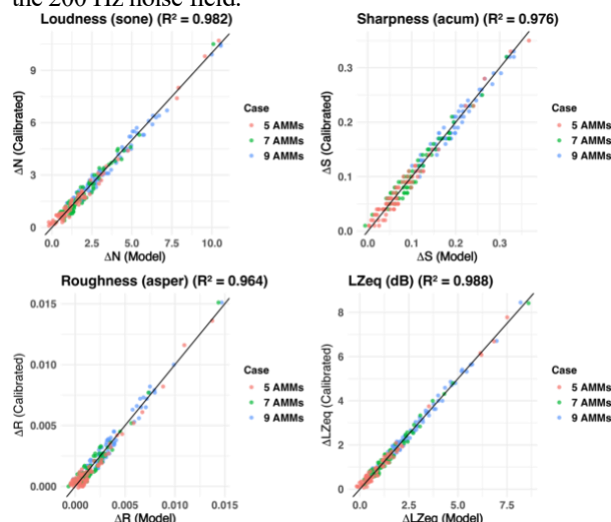 the 200 Hz noise field.
Loudness (sone) (R² = 0.982)
ΔN (Calibrated)
9
6
3
0
0.0 2.5 5.0 7.5 10.0
ΔN (Model)
Case
5 AMMs
7 AMMs
9 AMMs
Sharpness (acum) (R² = 0.976)
ΔS (Calibrated)
0.3
0.2
0.1
0.0
0.0 0.1 0.2 0.3
ΔS (Model)
Case
5 AMMs
7 AMMs
9 AMMs
Roughness (asper) (R² = 0.964)
ΔR (Calibrated)
0.015
0.010
0.005
0.000
0.000 0.005 0.010 0.015
ΔR (Model)
Case
5 AMMs
7 AMMs
9 AMMs
LZeq (dB) (R² = 0.988)
ΔLZeq (Calibrated)
8
6
4
2
0
0.0 2.5 5.0 7.5
ΔLZeq (Model)
Case
5 AMMs
7 AMMs
9 AMMs